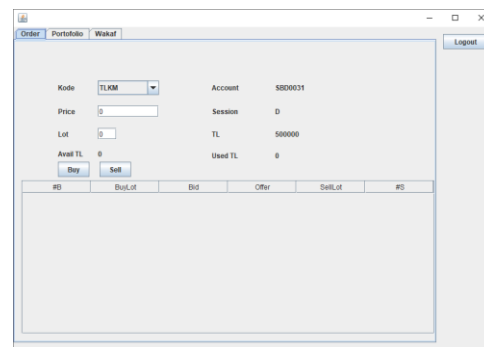 Order Portofolio Wakaf
Logout
Kode TLKM Account SBD0031
Price 0 Session D
Lot 0 TL 500000
Avail TL 0 Used TL 0
Buy Sell
#B BuyLot Bid Offer SellLot #S